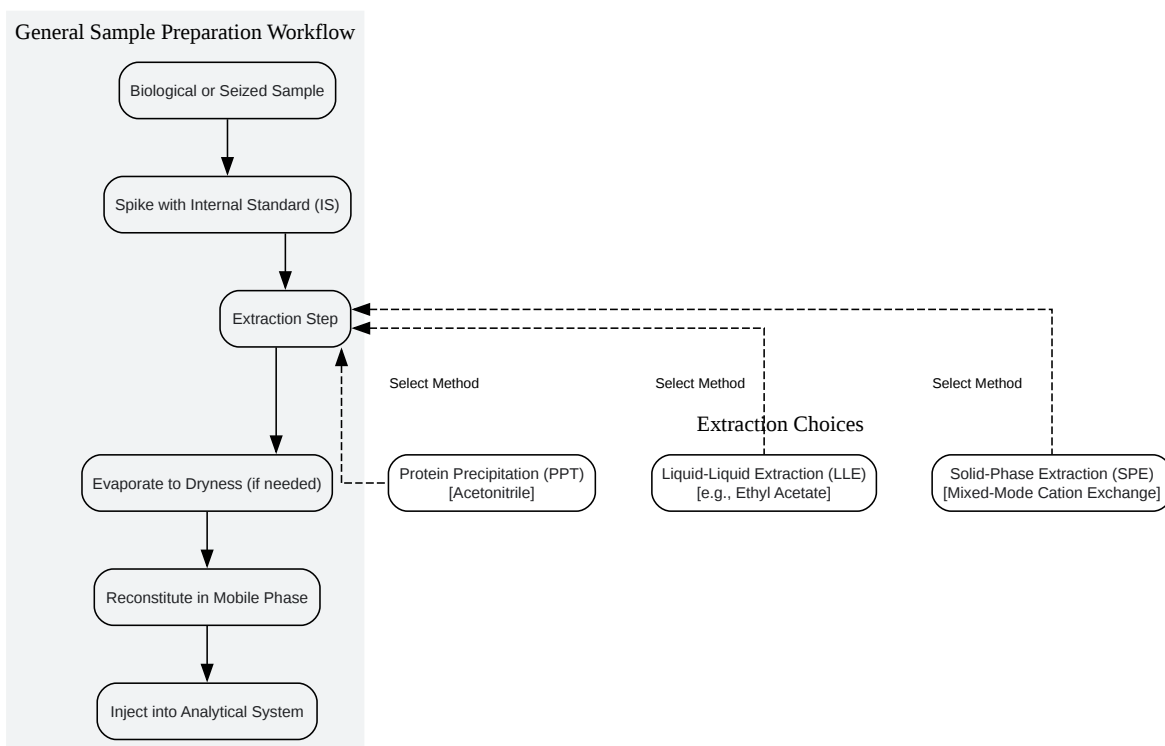 General Sample Preparation Workflow
Biological or Seized Sample
Spike with Internal Standard (IS)
Extraction Step
Select Method
Select Method
Select Method
Extraction Choices
Evaporate to Dryness (if needed)
Protein Precipitation (PPT)
[Acetonitrile]
Liquid-Liquid Extraction (LLE)
[e.g., Ethyl Acetate]
Solid-Phase Extraction (SPE)
[Mixed-Mode Cation Exchange]
Reconstitute in Mobile Phase
Inject into Analytical System